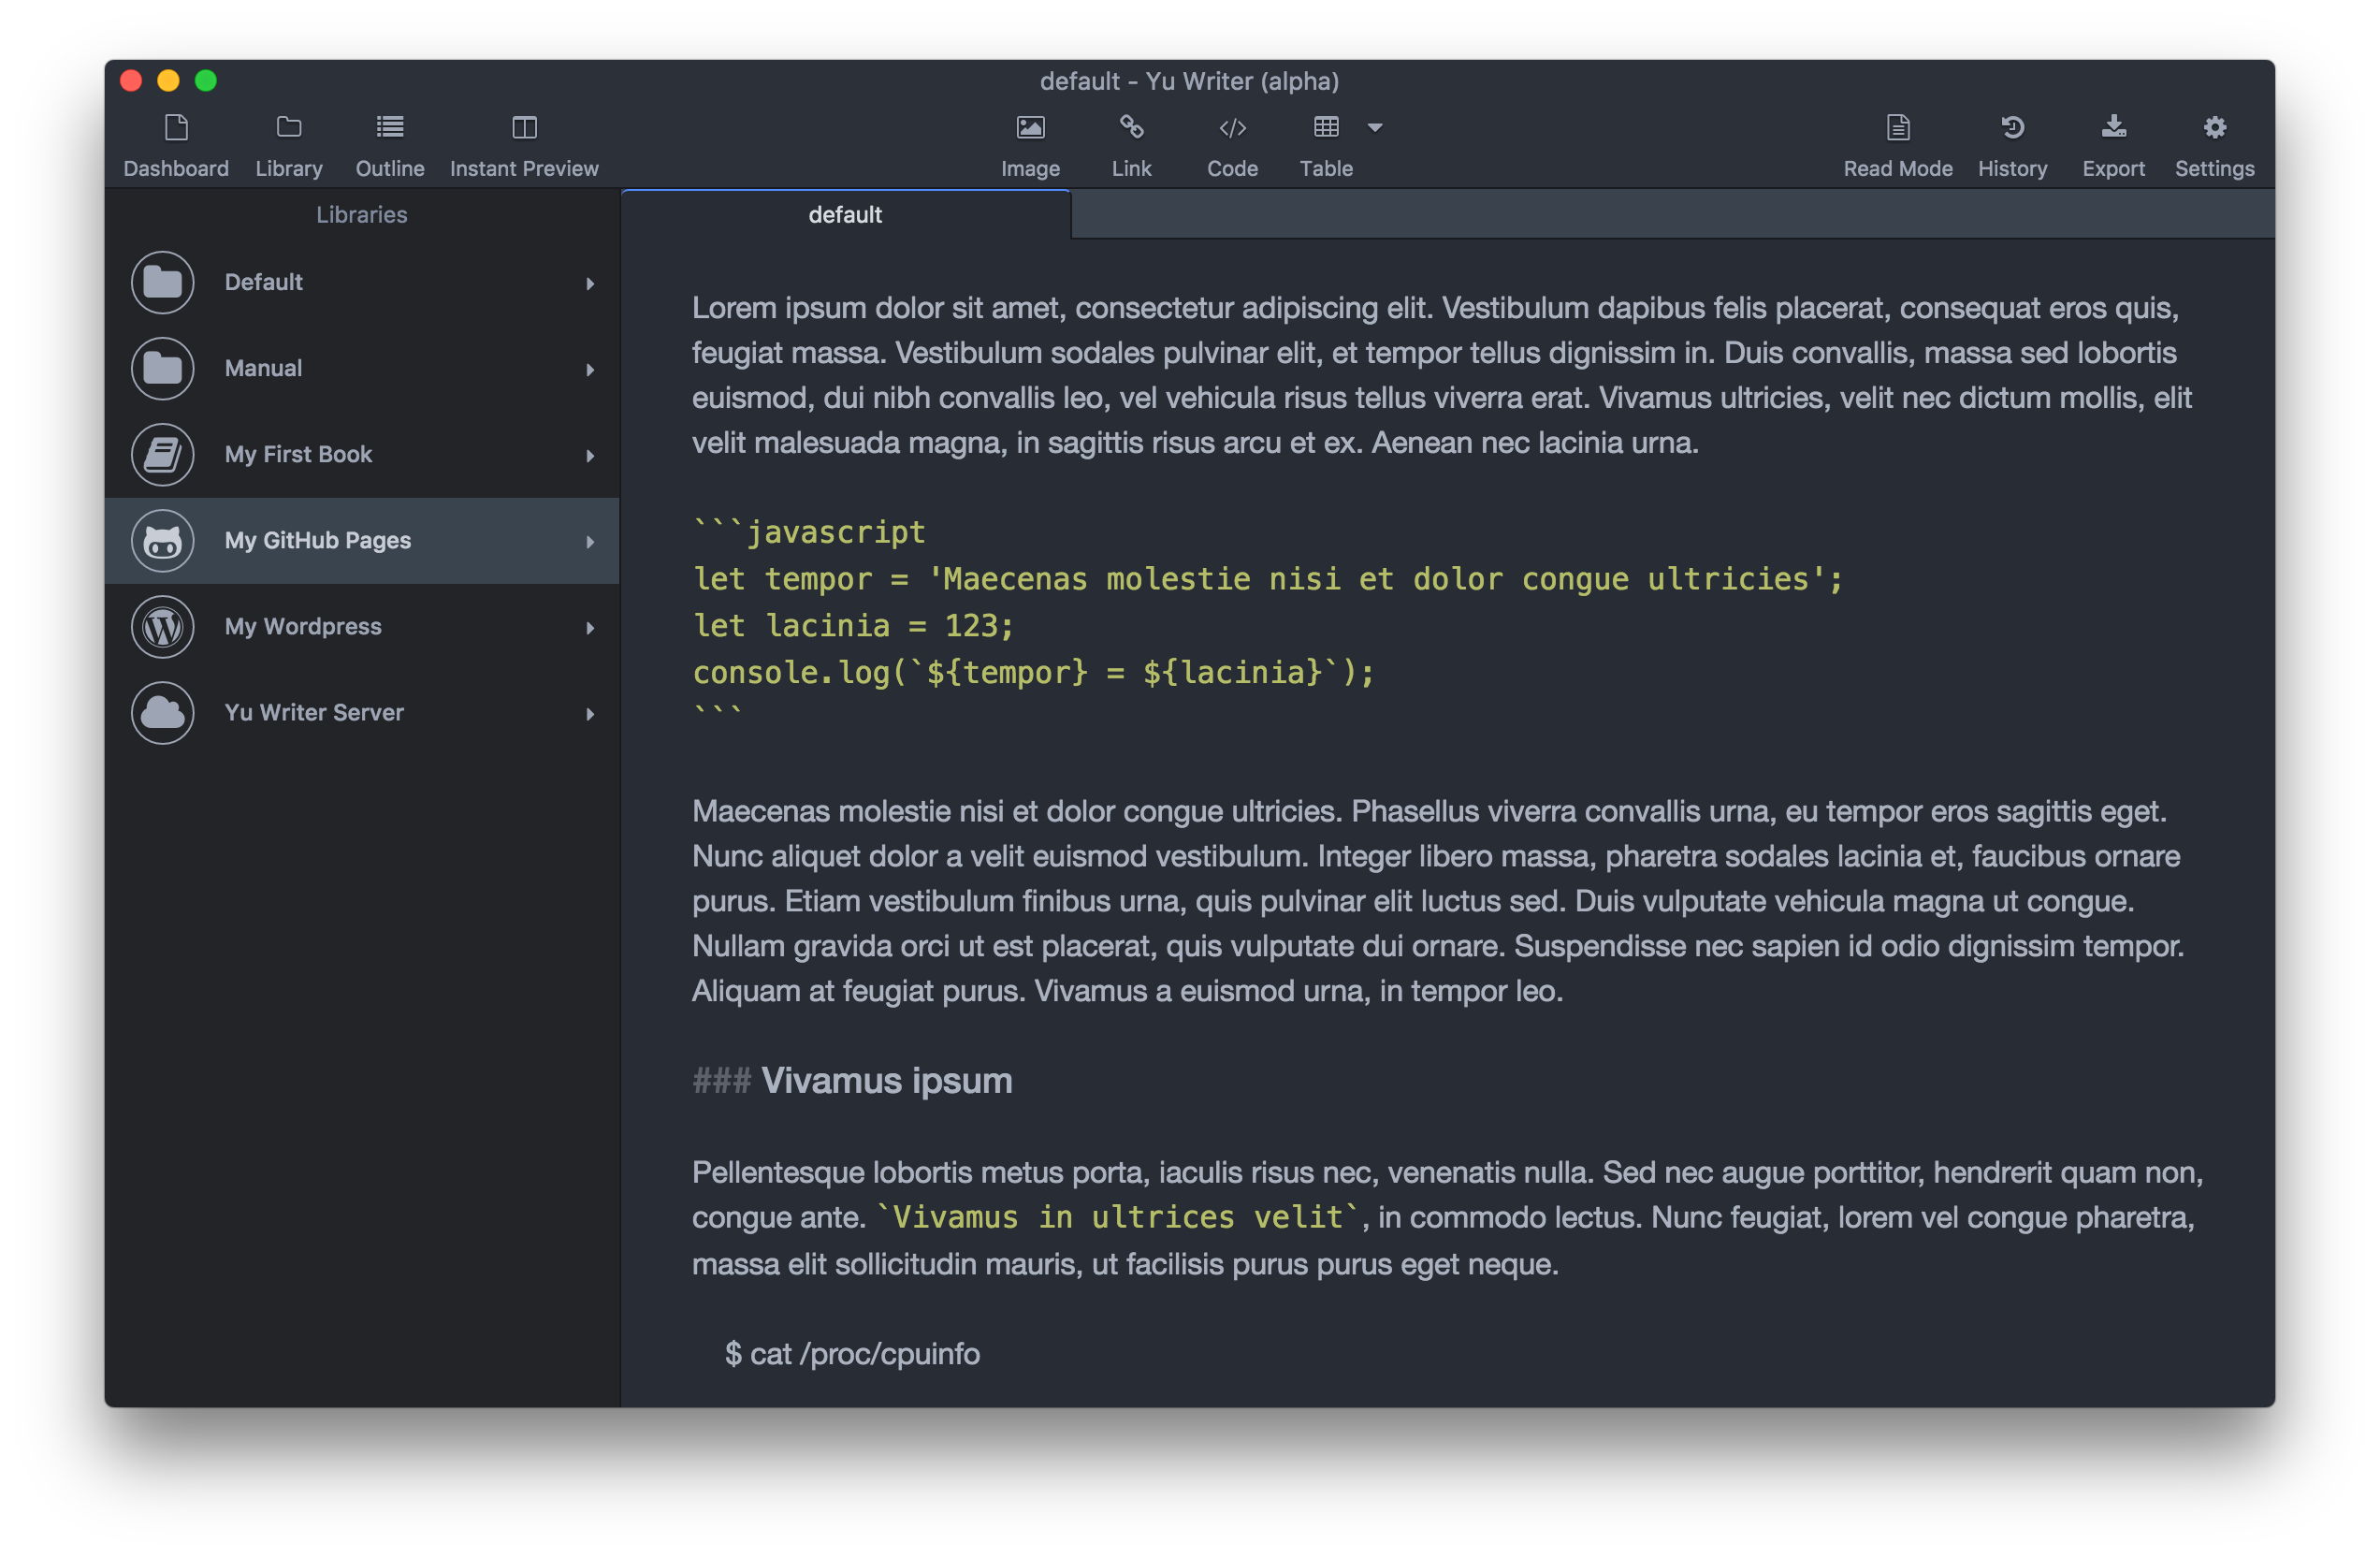 default - Yu Writer (alpha)
Dashboard Library Outline Instant Preview Image Link Code Table Read Mode History Export Settings
Libraries
Default
Manual
My First Book
My GitHub Pages
My Wordpress
Yu Writer Server
default
Lorem ipsum dolor sit amet, consectetur adipiscing elit. Vestibulum dapibus felis placerat, consequat eros quis,
feugiat massa. Vestibulum sodales pulvinar elit, et tempor tellus dignissim in. Duis convallis, massa sed lobortis
euismod, dui nibh convallis leo, vel vehicula risus tellus viverra erat. Vivamus ultricies, velit nec dictum mollis, elit
velit malesuada magna, in sagittis risus arcu et ex. Aenean nec lacinia urna.
```javascript
let tempor = 'Maecenas molestie nisi et dolor congue ultricies';
let lacinia = 123;
console.log(`${tempor} = ${lacinia}`);
```
Maecenas molestie nisi et dolor congue ultricies. Phasellus viverra convallis urna, eu tempor eros sagittis eget.
Nunc aliquet dolor a velit euismod vestibulum. Integer libero massa, pharetra sodales lacinia et, faucibus ornare
purus. Etiam vestibulum finibus urna, quis pulvinar elit luctus sed. Duis vulputate vehicula magna ut congue.
Nullam gravida orci ut est placerat, quis vulputate dui ornare. Suspendisse nec sapien id odio dignissim tempor.
Aliquam at feugiat purus. Vivamus a euismod urna, in tempor leo.
### Vivamus ipsum
Pellentesque lobortis metus porta, iaculis risus nec, venenatis nulla. Sed nec augue porttitor, hendrerit quam non,
congue ante. `Vivamus in ultrices velit`, in commodo lectus. Nunc feugiat, lorem vel congue pharetra,
massa elit sollicitudin mauris, ut facilisis purus purus eget neque.
$ cat /proc/cpuinfo